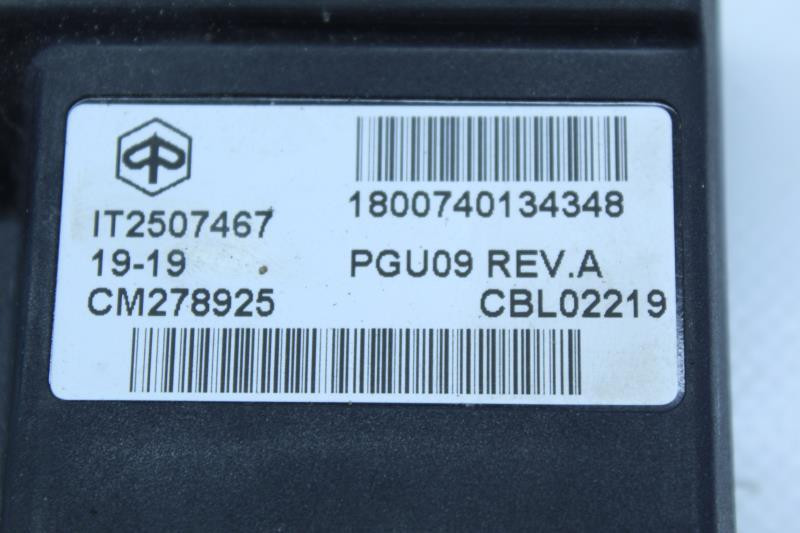 1800740134348
IT2507467
19-19 PGU09 REV.A
CM278925 CBL02219